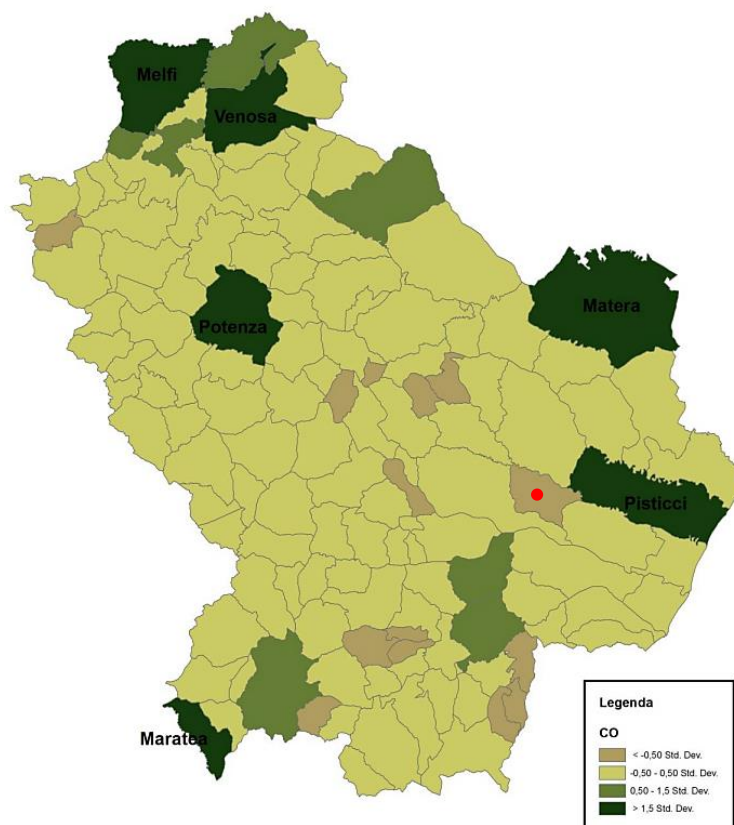 Melfi
Venosa
Matera
Potenza
Pisticci
Maratea
Legenda
CO
< -0,50 Std. Dev.
-0,50 - 0,50 Std. Dev.
0,50 - 1,5 Std. Dev.
> 1,5 Std. Dev.